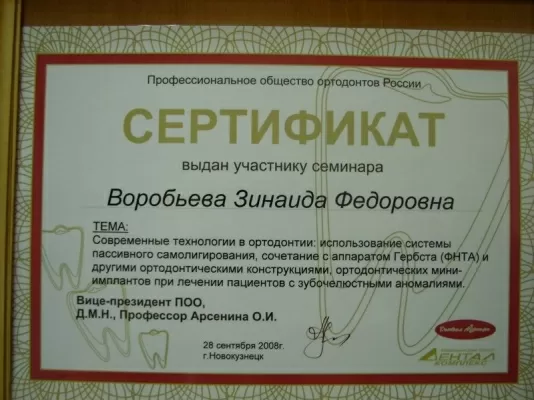 Профессиональное общество ортодонтов России
СЕРТИФИКАТ
выдан участнику семинара
Воробьева Зинаида Федоровна
ТЕМА:
Современные технологии в ортодонтии: использование системы
пассивного самолигирования, сочетание с аппаратом Гербста (ФНТА) и
другими ортодонтическими конструкциями, ортодонтических мини-
имплантов при лечении пациентов с зубочелюстными аномалиями.
Вице-президент ПОО,
Д.М.Н., Профессор Арсенина О.И.
28 сентября 2008г.
г.Новокузнецк
ДЕНТАЛ
КОМПЛЕКС